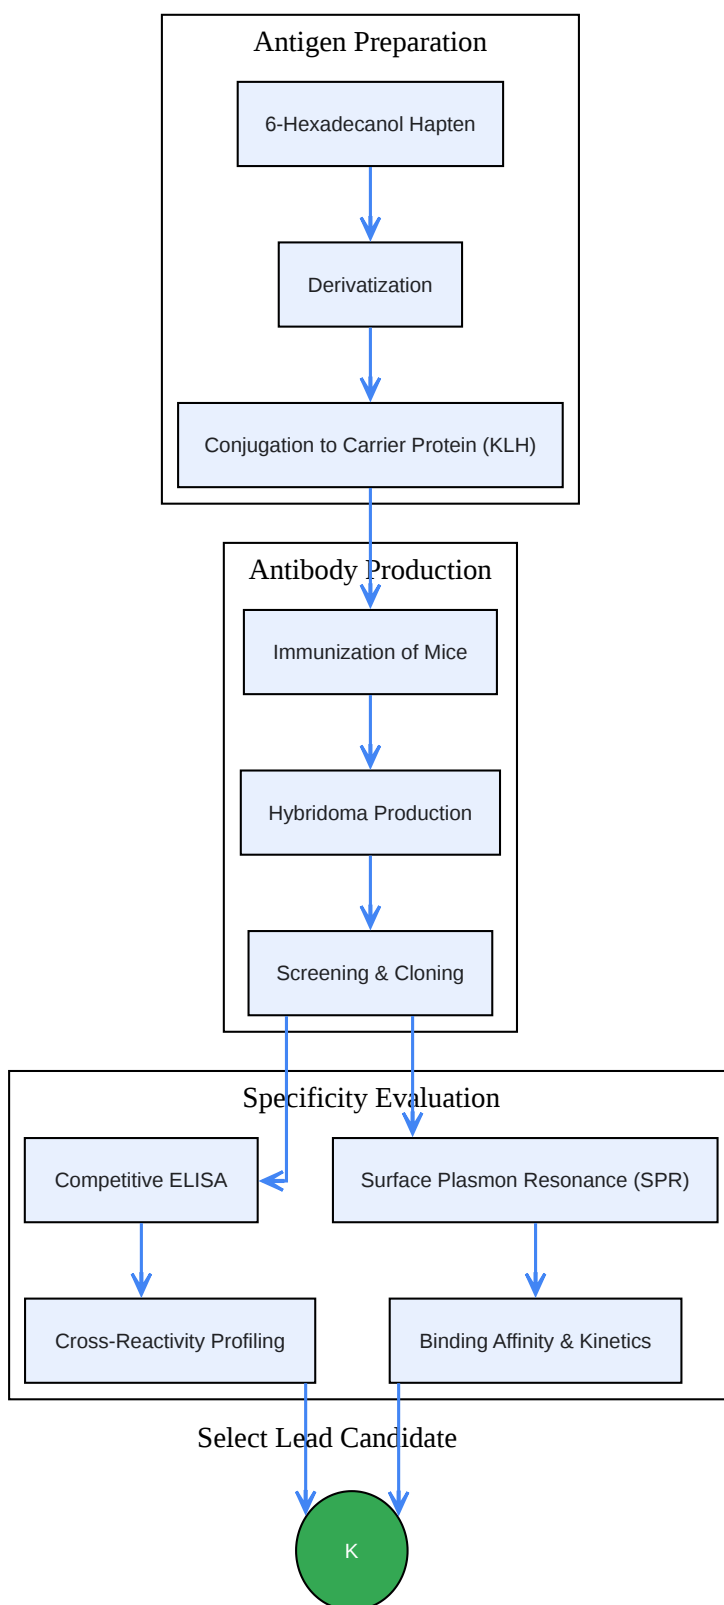 Antigen Preparation
6-Hexadecanol Hapten
Derivatization
Conjugation to Carrier Protein (KLH)
Antibody Production
Immunization of Mice
Hybridoma Production
Screening & Cloning
Specificity Evaluation
Competitive ELISA
Surface Plasmon Resonance (SPR)
Cross-Reactivity Profiling
Binding Affinity & Kinetics
Select Lead Candidate
K